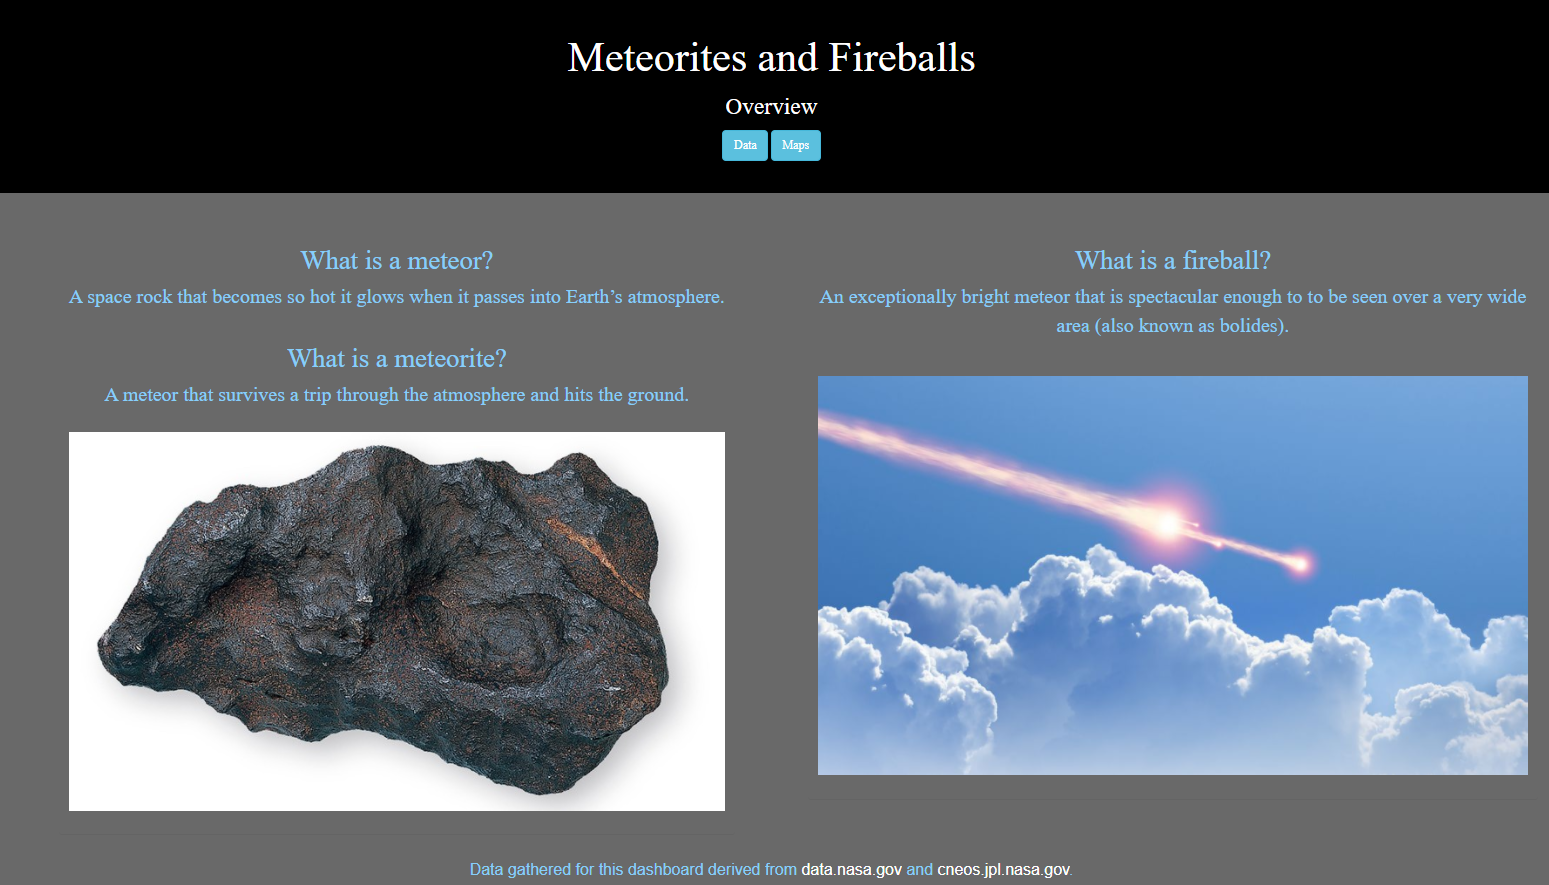 Meteorites and Fireballs
Overview
Data Maps
What is a meteor?
A space rock that becomes so hot it glows when it passes into Earth’s atmosphere.
What is a meteorite?
A meteor that survives a trip through the atmosphere and hits the ground.
What is a fireball?
An exceptionally bright meteor that is spectacular enough to to be seen over a very wide
area (also known as bolides).
Data gathered for this dashboard derived from data.nasa.gov and cneos.jpl.nasa.gov.